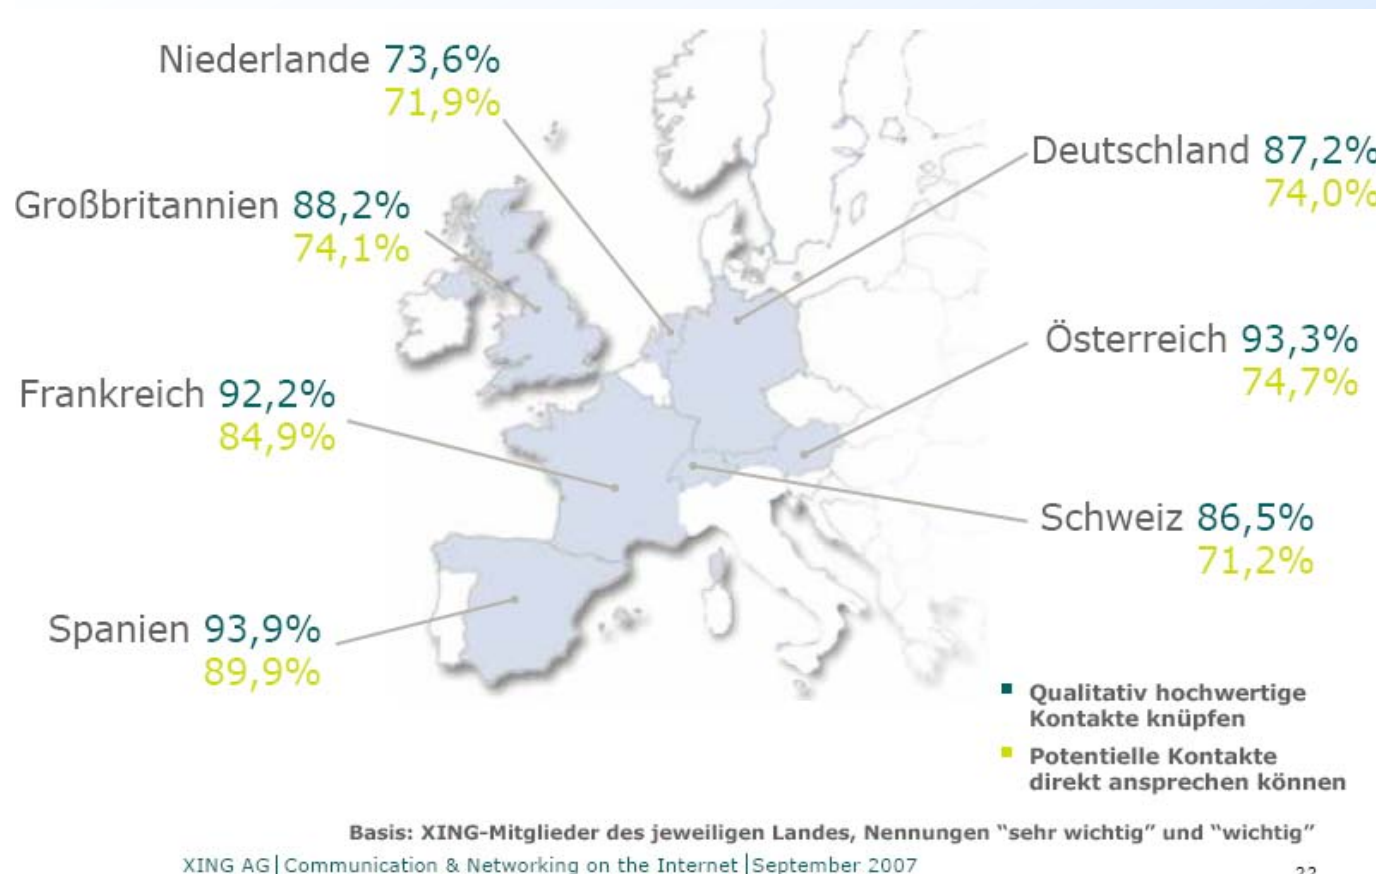 Niederlande 73,6%
71,9%
Großbritannien 88,2%
74,1%
Frankreich 92,2%
84,9%
Spanien 93,9%
89,9%
Deutschland 87,2%
74,0%
Österreich 93,3%
74,7%
Schweiz 86,5%
71,2%
Qualitativ hochwertige
Kontakte knüpfen
Potentielle Kontakte
direkt ansprechen können
Basis: XING-Mitglieder des jeweiligen Landes, Nennungen “sehr wichtig” und “wichtig”
XING AG|Communication & Networking on the Internet|September 2007